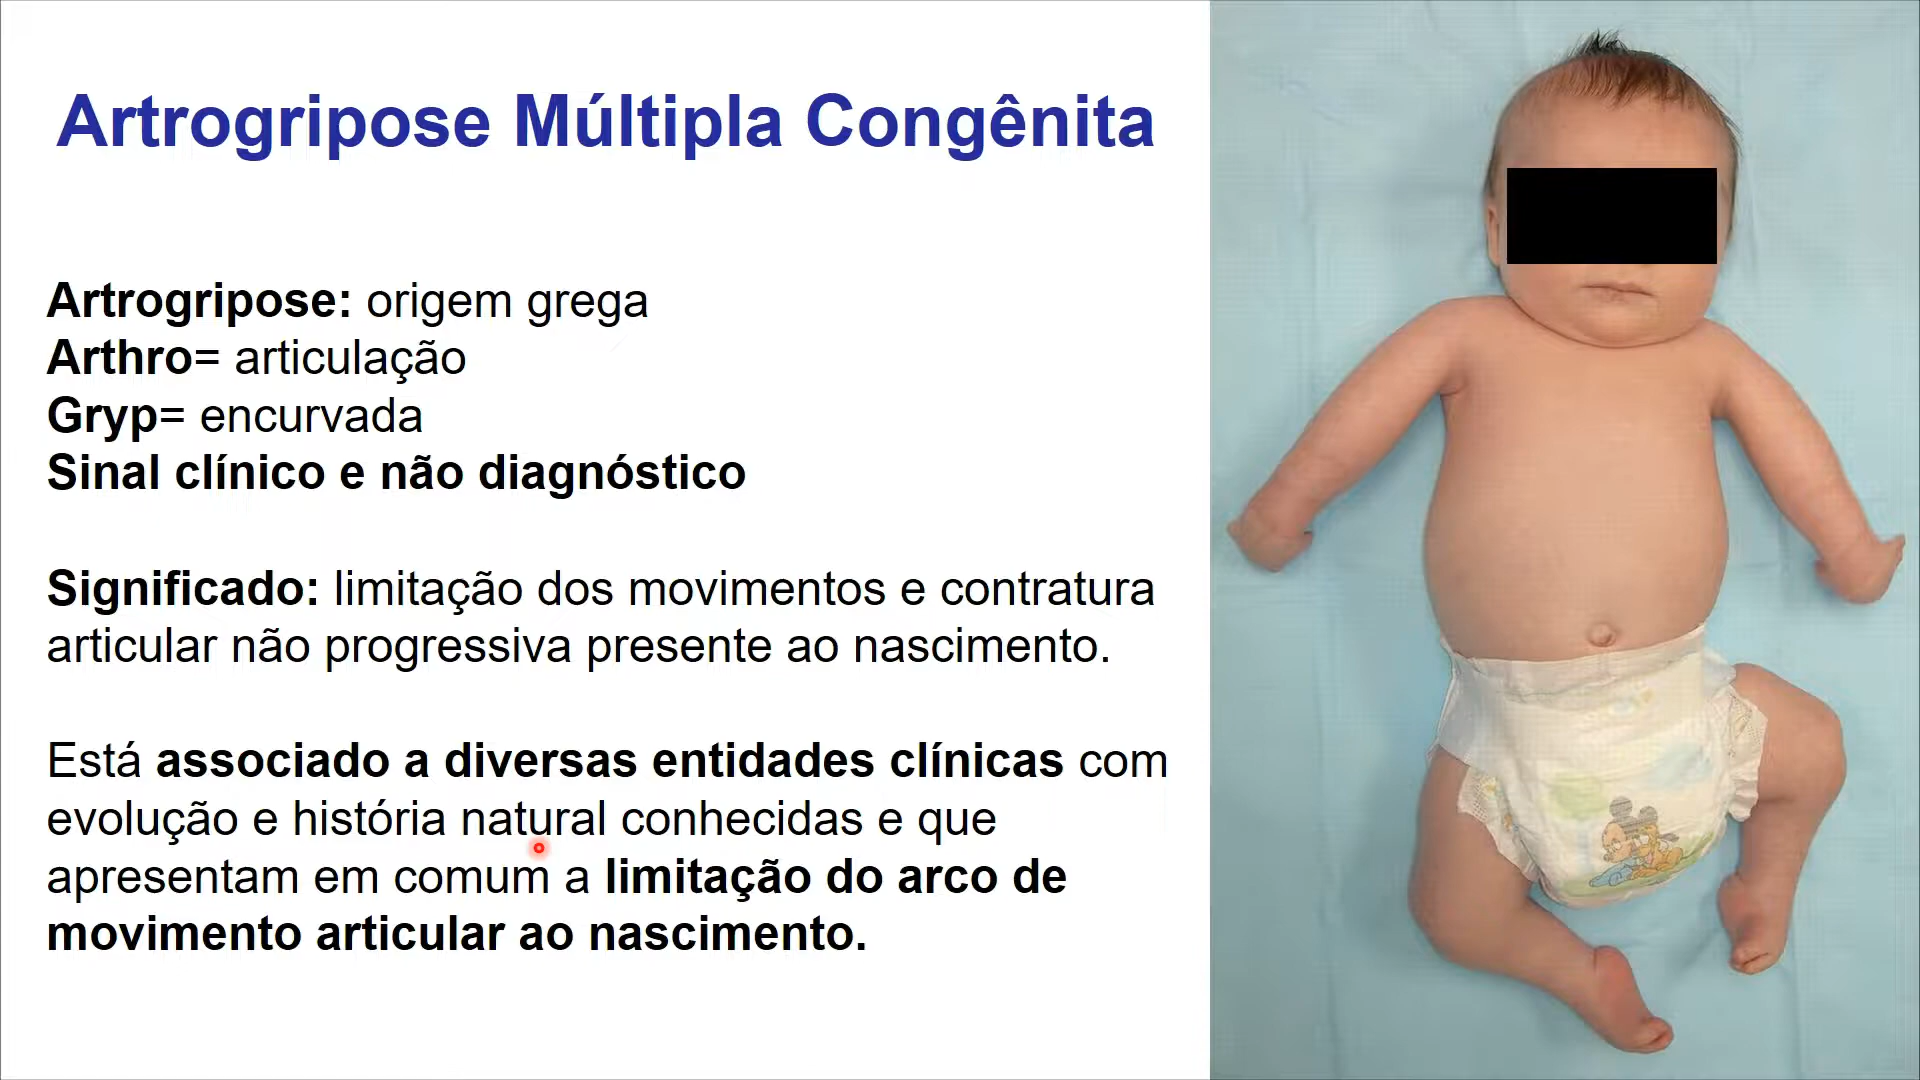 Artrogripose Múltipla Congênita
Artrogripose: origem grega
Arthro= articulação
Gryp= encurvada
Sinal clínico e não diagnóstico
Significado: limitação dos movimentos e contratura
articular não progressiva presente ao nascimento.
Está associado a diversas entidades clínicas com
evolução e história natural conhecidas e que
apresentam em comum a limitação do arco de
movimento articular ao nascimento.